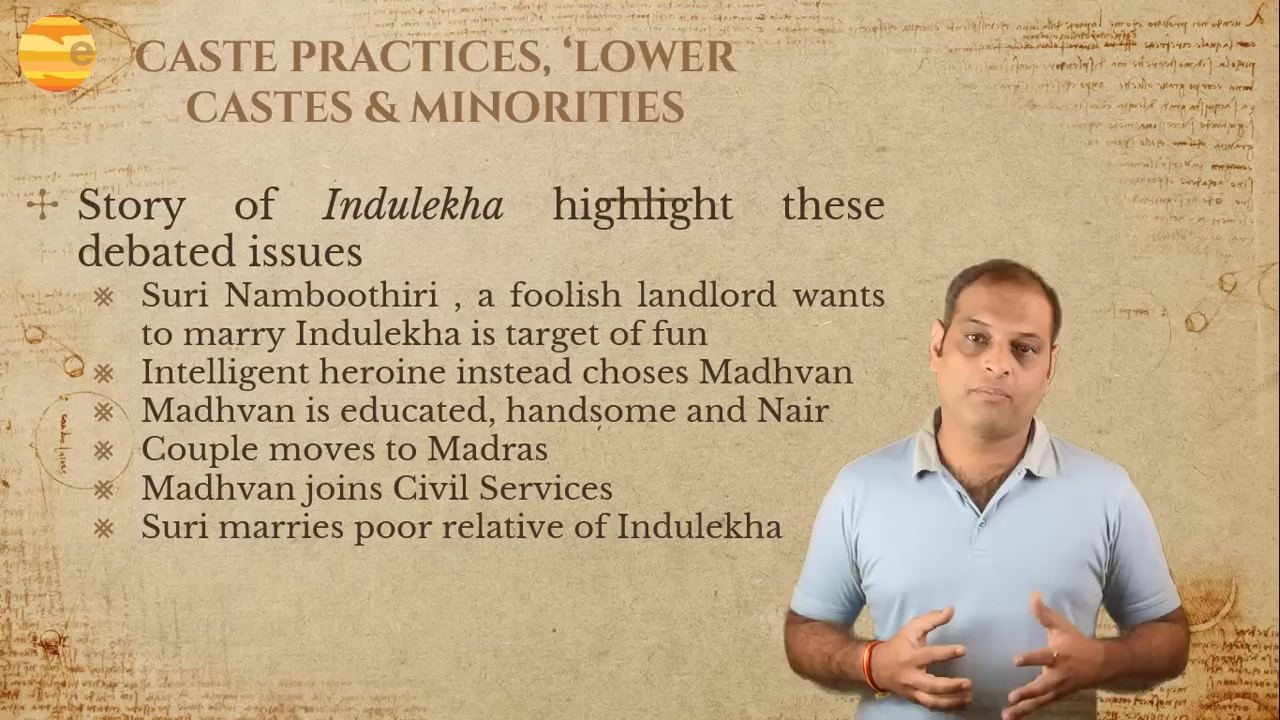 e
CASTE PRACTICES, ‘LOWER
CASTES & MINORITIES
Story of Indulekha highlight these
debated issues
Suri Namboothiri , a foolish landlord wants
to marry Indulekha is target of fun
Intelligent heroine instead choses Madhvan
Madhvan is educated, handsome and Nair
Couple moves to Madras
Madhvan joins Civil Services
Suri marries poor relative of Indulekha